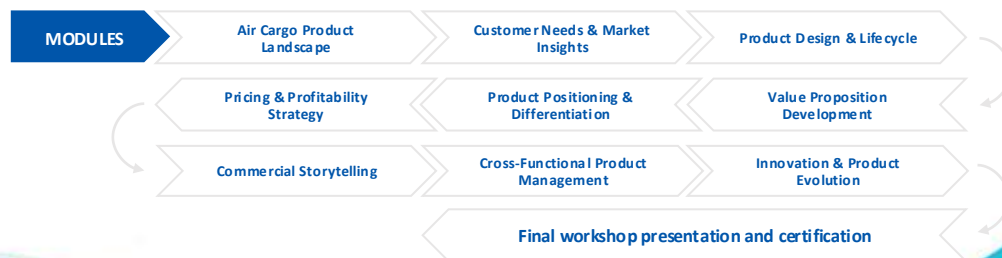 MODULES
Air Cargo Product
Landscape
Customer Needs & Market
Insights
Product Design & Lifecycle
Pricing & Profitability
Strategy
Product Positioning &
Differentiation
Value Proposition
Development
Commercial Storytelling
Cross-Functional Product
Management
Innovation & Product
Evolution
Final workshop presentation and certification